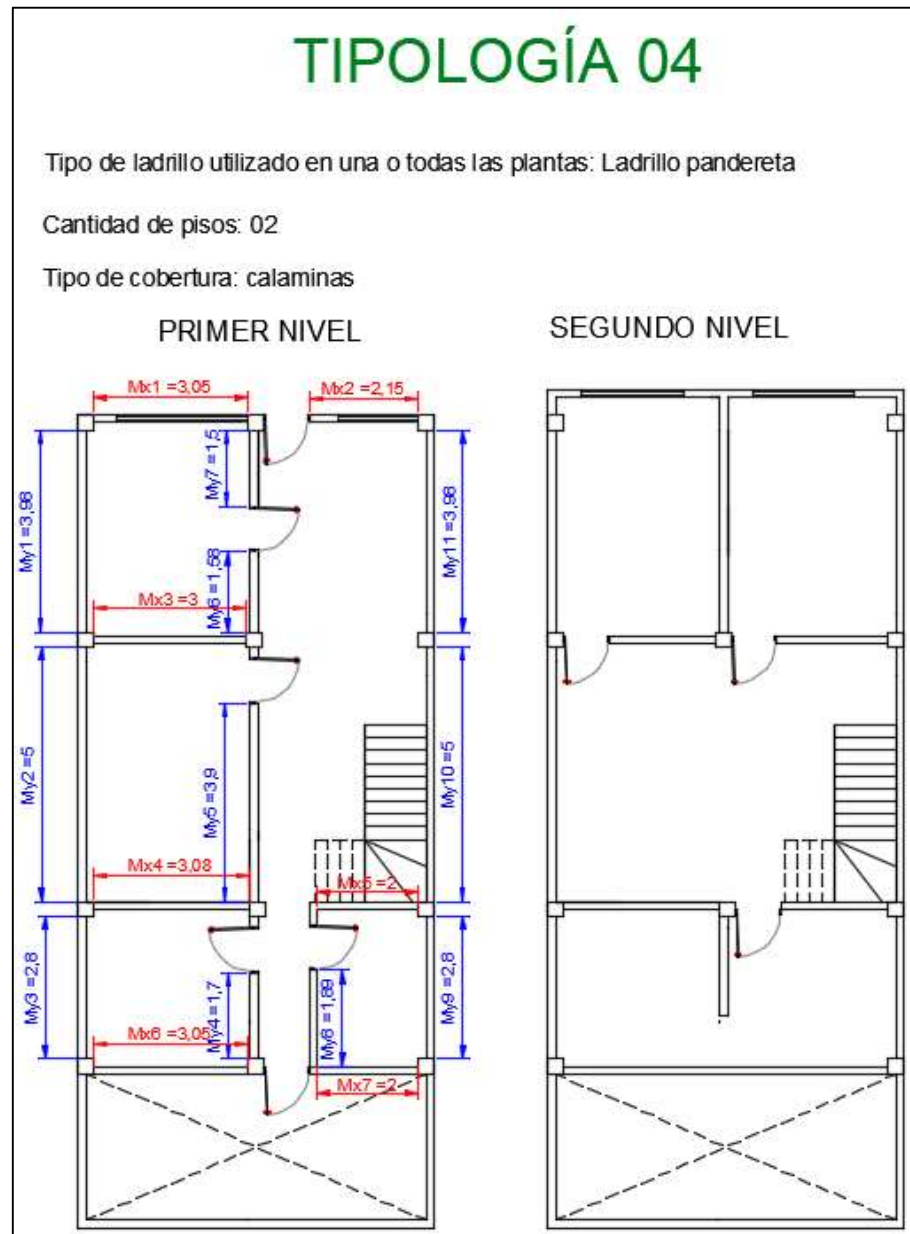 TIPOLOGÍA 04
Tipo de ladrillo utilizado en una o todas las plantas: Ladrillo pandereta
Cantidad de pisos: 02
Tipo de cobertura: calaminas
PRIMER NIVEL
SEGUNDO NIVEL
Mx1 =3,05
Mx2 =2,15
My1 =3,96
My7 =1,5
My11 =3,96
My6 =1,58
Mx3 =3
My2 =5
My5 =3,9
My10 =5
Mx4 =3,08
Mx5 =2
My3 =2,8
My4 =1,7
My8 =1,89
My9 =2,8
Mx6 =3,05
Mx7 =2